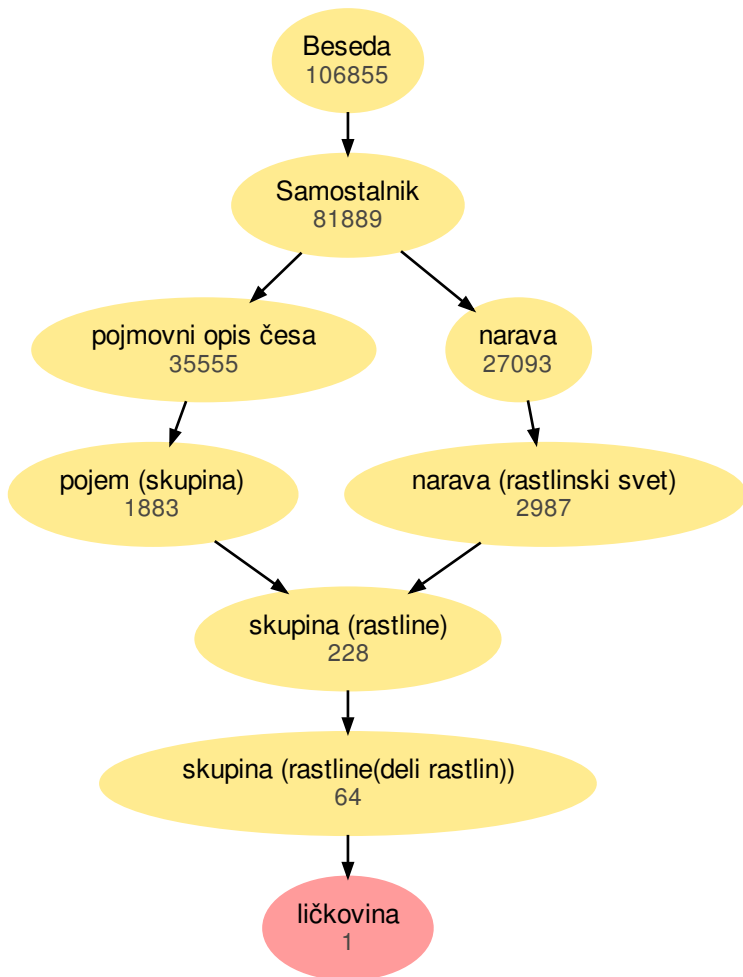 Beseda
106855
Samostalnik
81889
pojmovni opis česa
35555
narava
27093
pojem (skupina)
1883
narava (rastlinski svet)
2987
skupina (rastline)
228
skupina (rastline(deli rastlin))
64
ličkovina
1